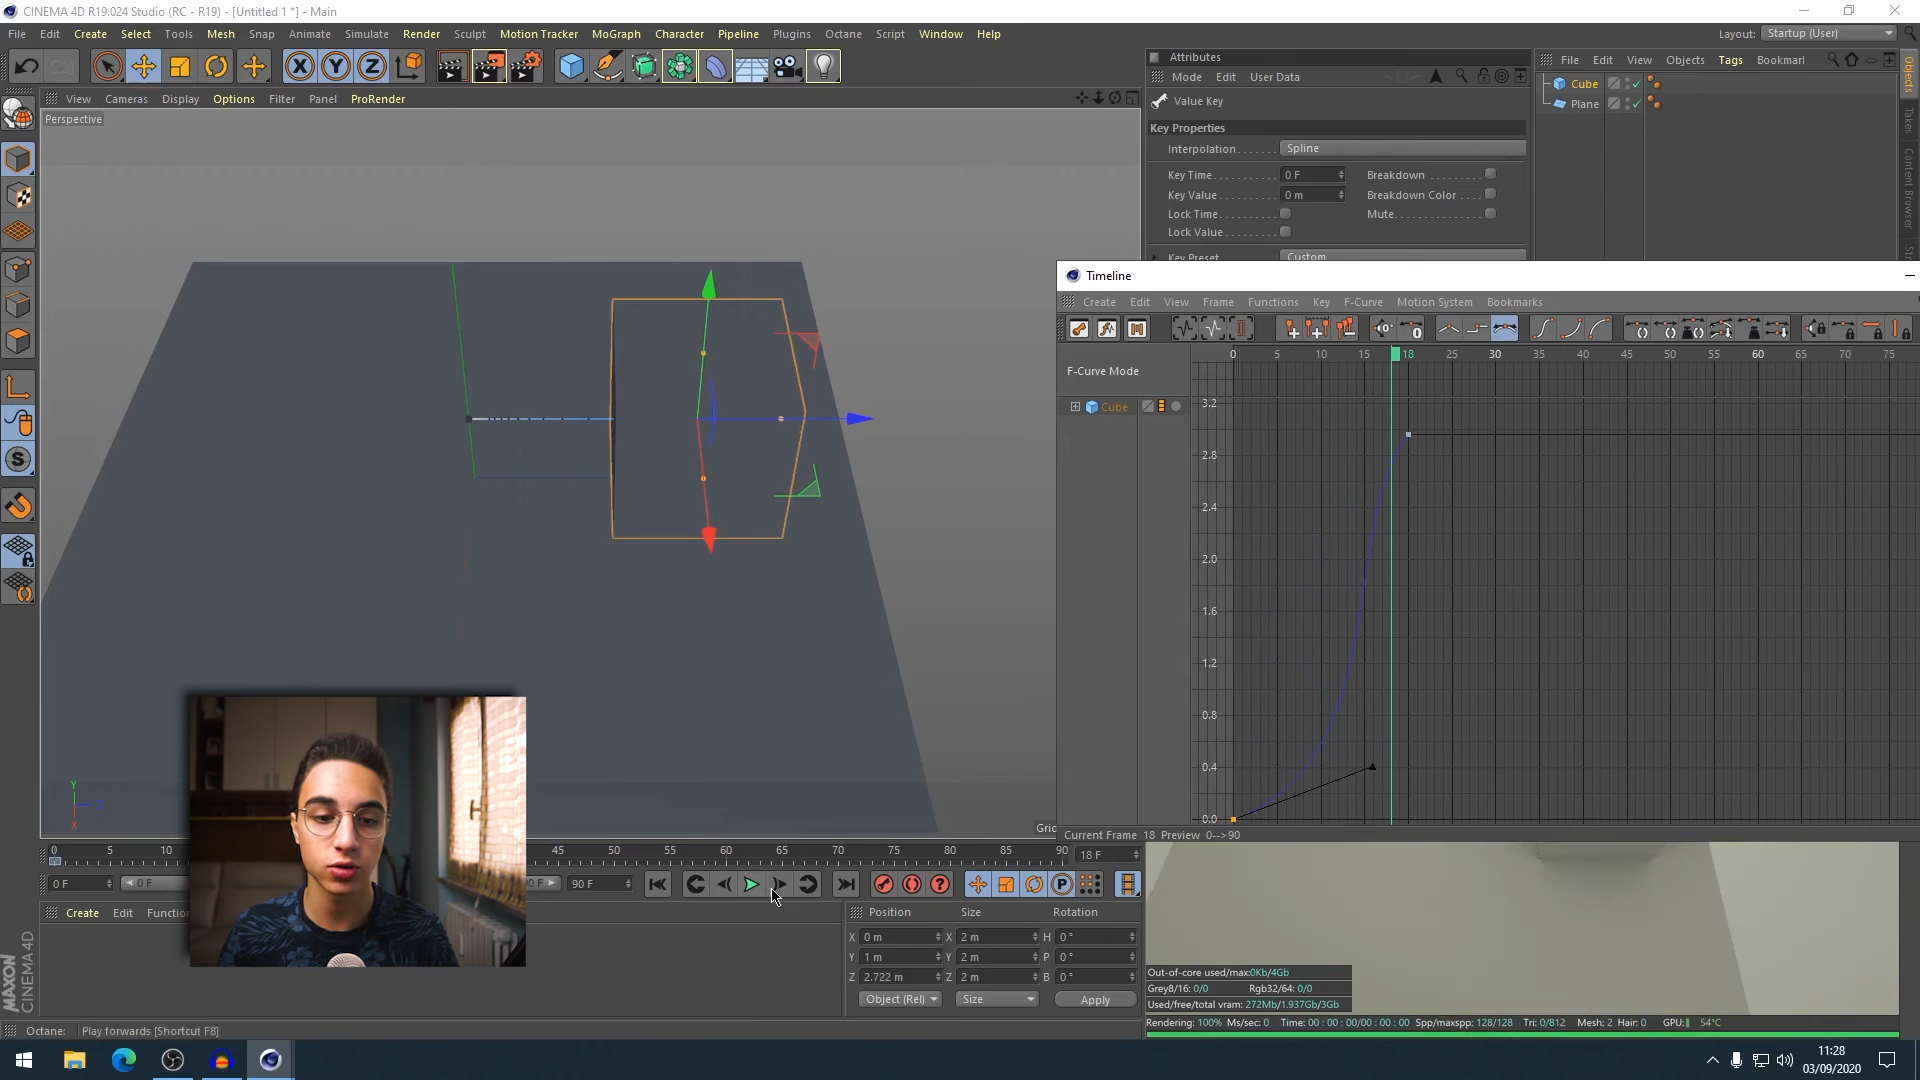 CINEMA 4D R19.024 Studio (RC - R19) - [Untitled 1 *] - Main
File Edit Create Select Tools Mesh Snap Animate Simulate Render Sculpt Motion Tracker MoGraph Character Pipeline Plugins Octane Script Window Help
Layout: Startup (User)
View Cameras Display Options Filter Panel ProRender
Perspective
Attributes
Mode Edit User Data
Value Key
Key Properties
Interpolation Spline
Key Time 0 F Breakdown
Key Value 0 m Breakdown Color
Lock Time Mute
Lock Value
Key Preset Custom
File Edit View Objects Tags Bookmarl
Cube
Plane
Objects
Takes
Content Browser
Timeline
Create Edit View Frame Functions Key F-Curve Motion System Bookmarks
0 5 10 15 18 25 30 35 40 45 50 55 60 65 70 75
F-Curve Mode
Cube
3.2
2.8
2.4
2.0
1.6
1.2
0.8
0.4
0.0
Current Frame 18 Preview 0-->90
Grid
Y
X
0 5 10 45 50 55 60 65 70 75 80 85 90 18 F
0 F 0 F 90 F 90 F
Create Edit Function
Position Size Rotation
X 0 m X 2 m H 0 °
Y 1 m Y 2 m P 0 °
Z 2.722 m Z 2 m B 0 °
Object (Rel) Size Apply
MAXON
CINEMA 4D
Out-of-core used/max:0Kb/4Gb
Grey8/16: 0/0 Rgb32/64: 0/0
Used/free/total vram: 272Mb/1.937Gb/3Gb
Rendering: 100% Ms/sec: 0 Time: 00 : 00 : 00/00 : 00 : 00 Spp/maxspp: 128/128 Tri: 0/812 Mesh: 2 Hair: 0 GPU: 54°C
Octane: Play forwards [Shortcut F8]
11:28
03/09/2020